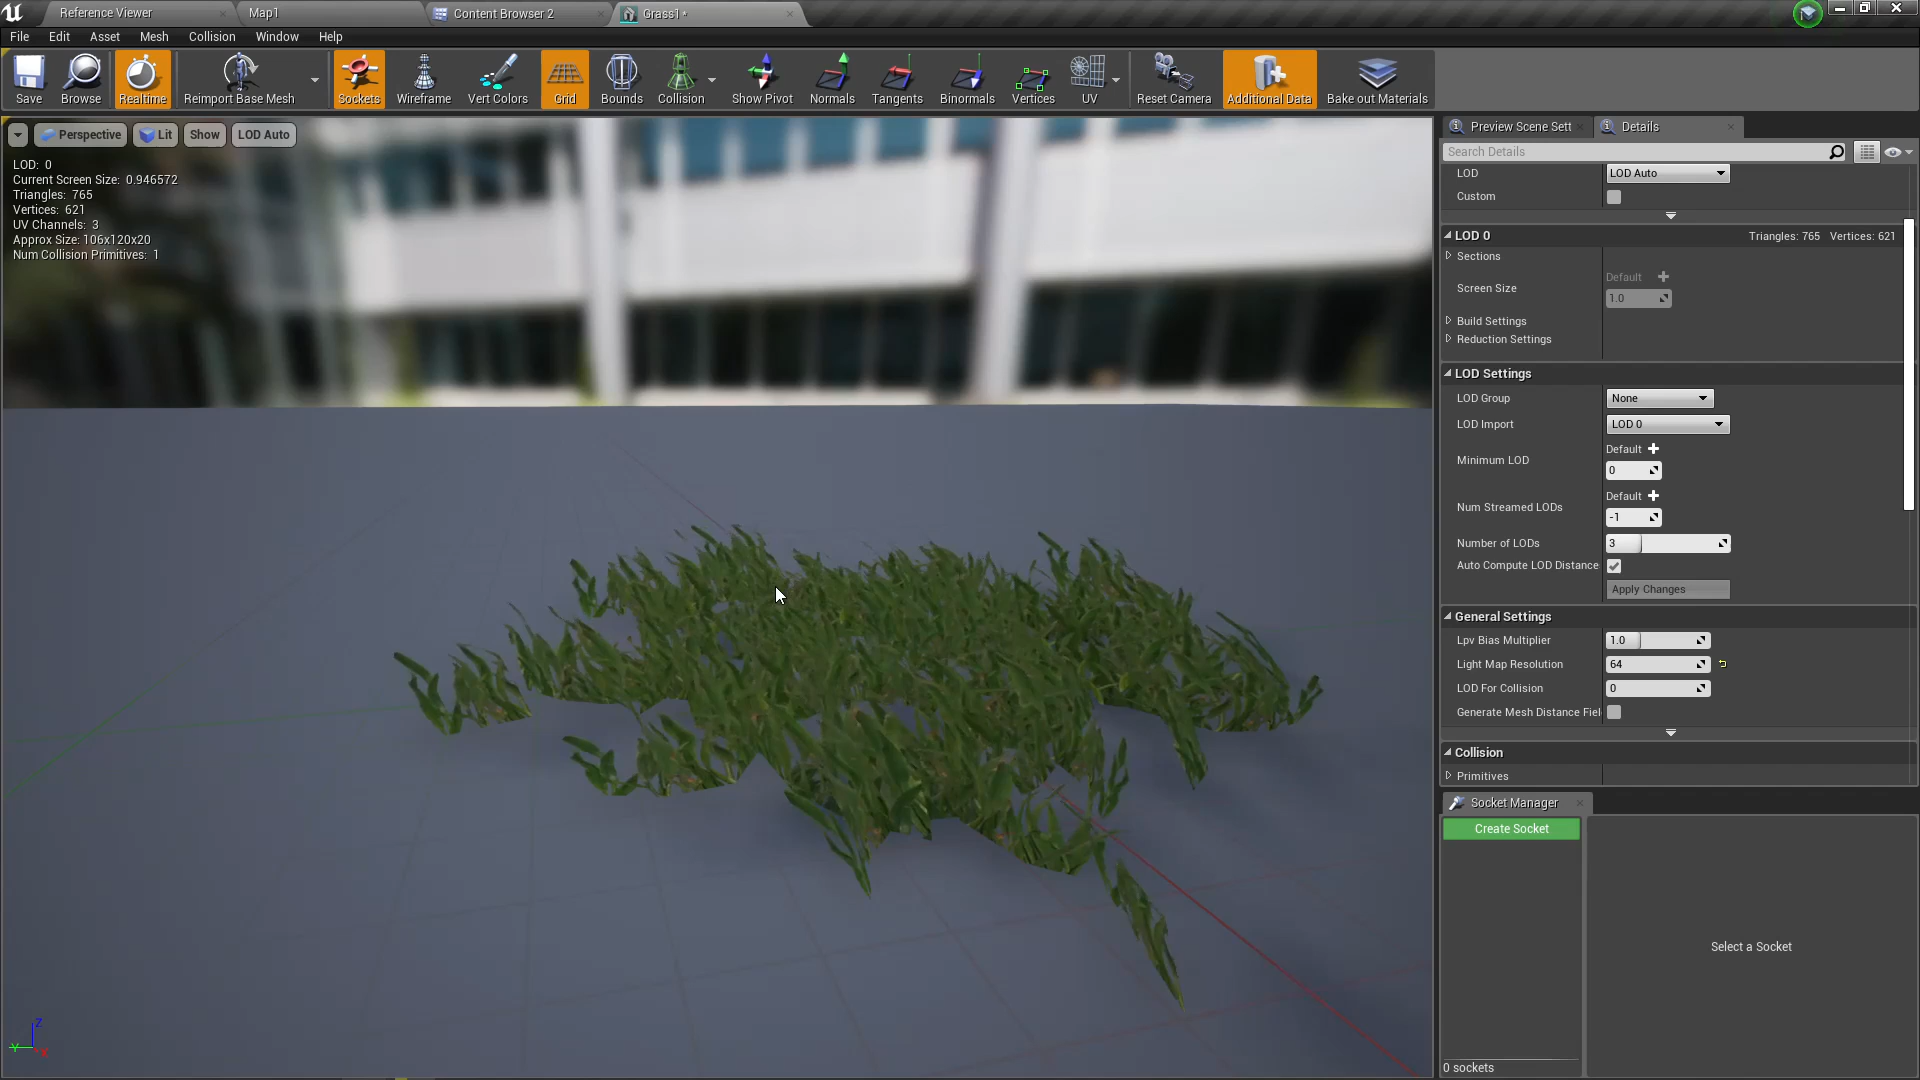 Reference Viewer
Map1
Content Browser 2
Grass1*
File Edit Asset Mesh Collision Window Help
Save Browse Realtime Reimport Base Mesh Sockets Wireframe Vert Colors Grid Bounds Collision Show Pivot Normals Tangents Binormals Vertices UV Reset Camera Additional Data Bake out Materials
Perspective Lit Show LOD Auto
LOD: 0
Current Screen Size: 0.946572
Triangles: 765
Vertices: 621
UV Channels: 3
Approx Size: 106x120x20
Num Collision Primitives: 1
Z
Y
X
Preview Scene Sett
Details
Search Details
LOD LOD Auto
Custom
LOD 0 Triangles: 765 Vertices: 621
Sections
Default
Screen Size
1.0
Build Settings
Reduction Settings
LOD Settings
LOD Group None
LOD Import LOD 0
Default
Minimum LOD
0
Default
Num Streamed LODs
-1
Number of LODs 3
Auto Compute LOD Distance
Apply Changes
General Settings
Lpv Bias Multiplier 1.0
Light Map Resolution 64
LOD For Collision 0
Generate Mesh Distance Fiel
Collision
Primitives
Socket Manager
Create Socket
Select a Socket
0 sockets